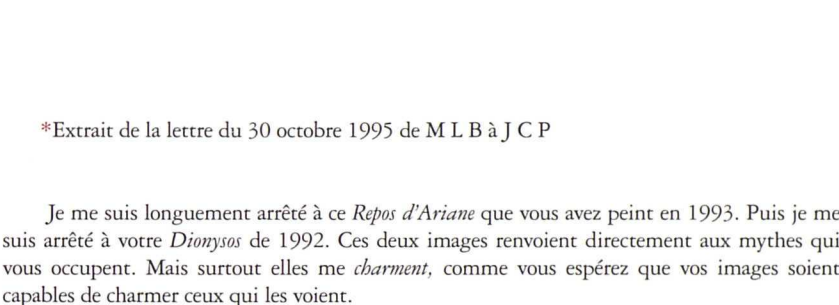 *Extrait de la lettre du 30 octobre 1995 de M L B à J C P
Je me suis longuement arrêté à ce Repos d'Ariane que vous avez peint en 1993. Puis je me
suis arrêté à votre Dionysos de 1992. Ces deux images renvoient directement aux mythes qui
vous occupent. Mais surtout elles me charment, comme vous espérez que vos images soient
capables de charmer ceux qui les voient.